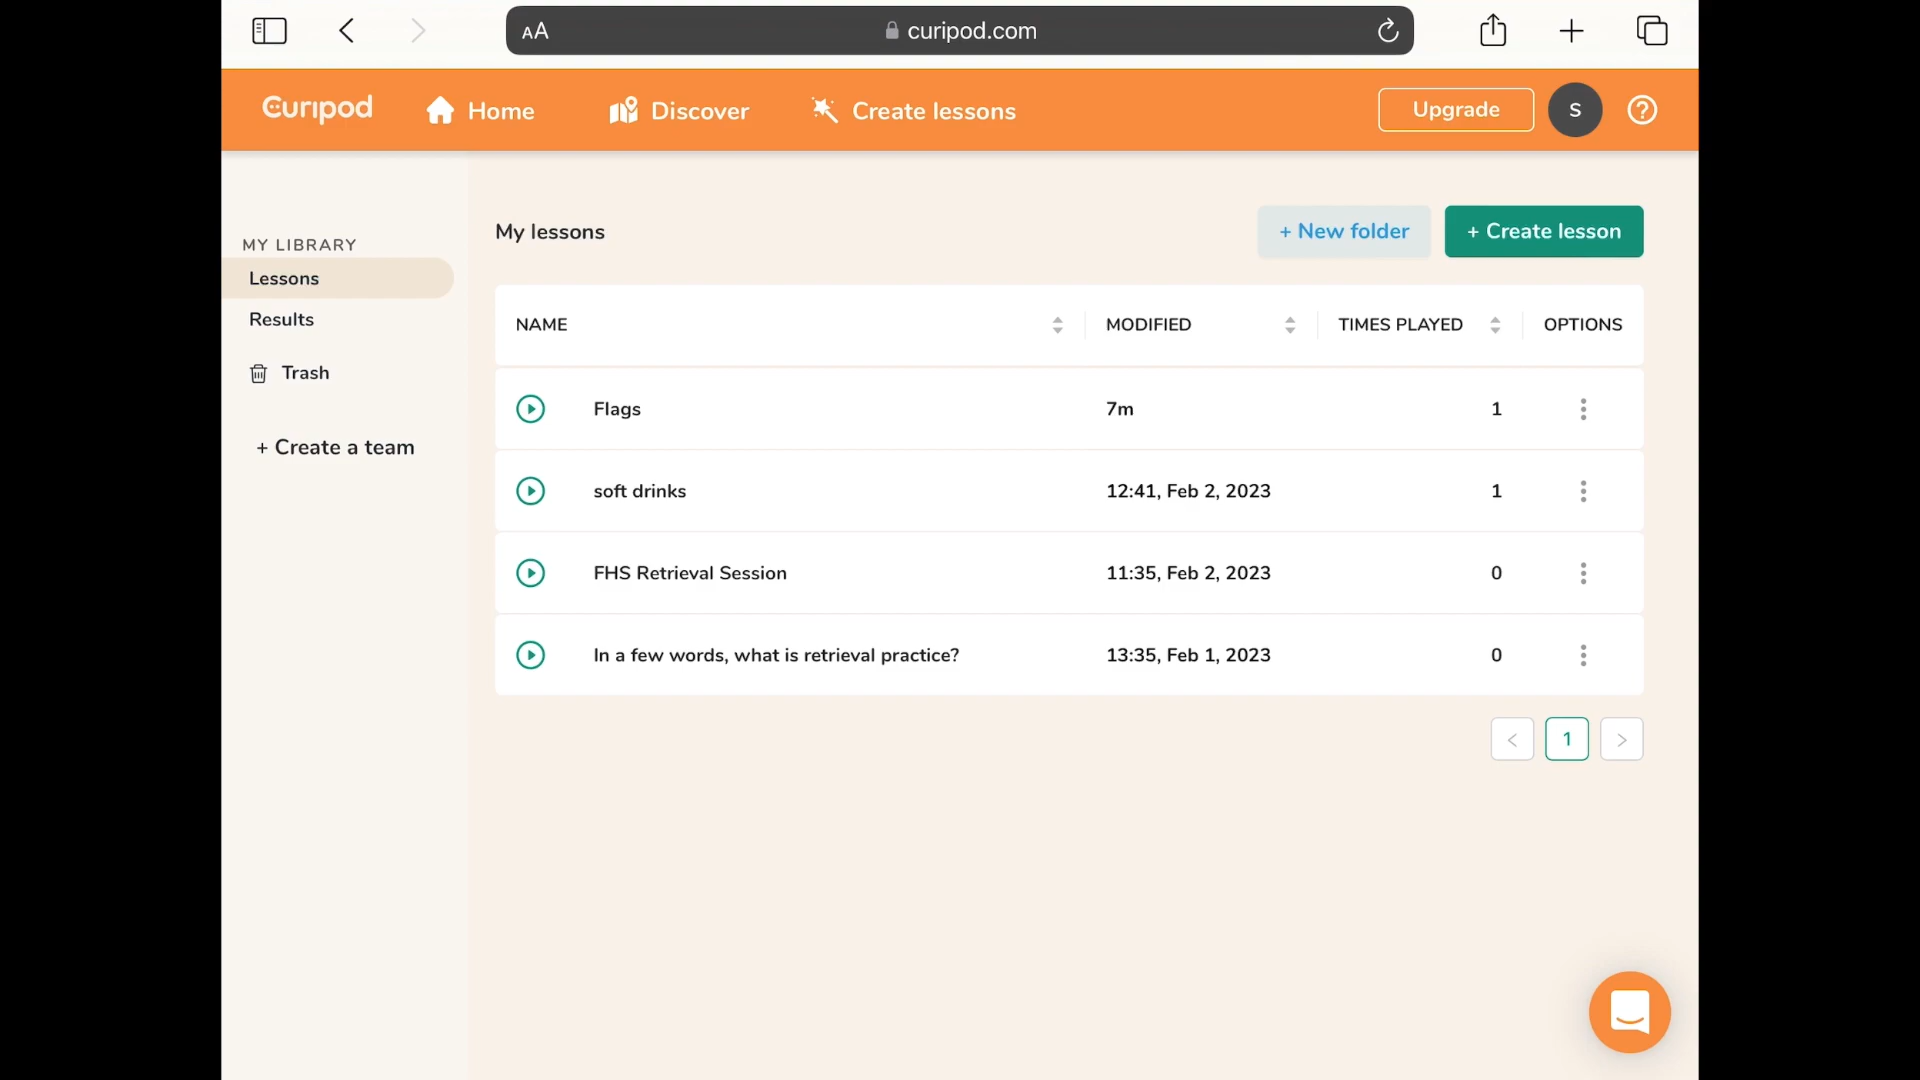 AA curipod.com
Curipod Home Discover Create lessons Upgrade S ?
MY LIBRARY
Lessons
Results
Trash
+ Create a team
My lessons + New folder + Create lesson
NAME MODIFIED TIMES PLAYED OPTIONS
Flags 7m 1
soft drinks 12:41, Feb 2, 2023 1
FHS Retrieval Session 11:35, Feb 2, 2023 0
In a few words, what is retrieval practice? 13:35, Feb 1, 2023 0
< 1 >